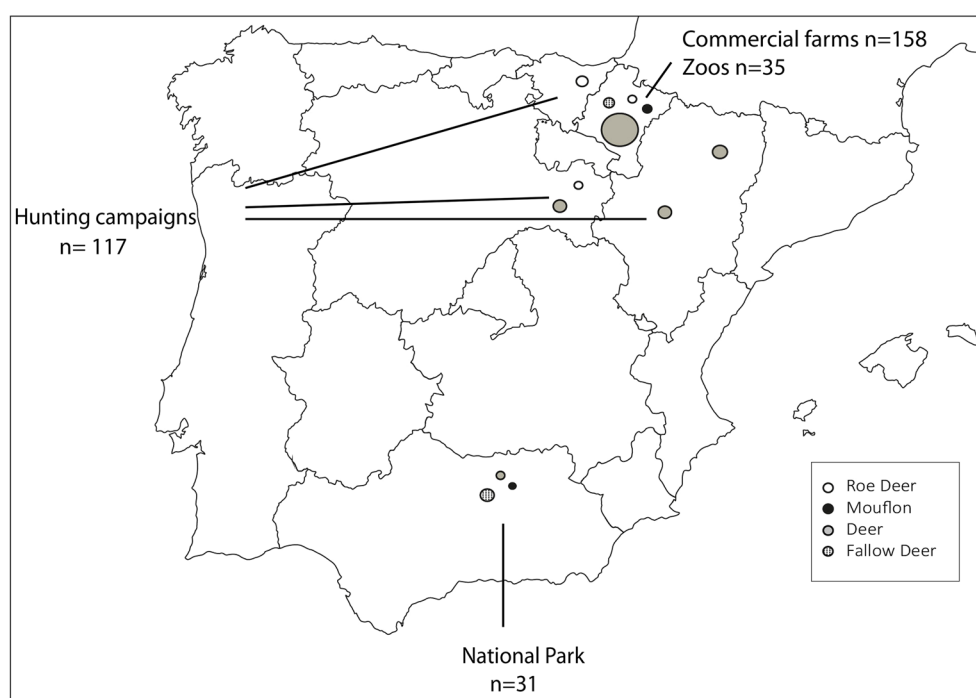 Commercial farms n=158
Zoos n=35
Hunting campaigns
n= 117
Roe Deer
Mouflon
Deer
Fallow Deer
National Park
n=31